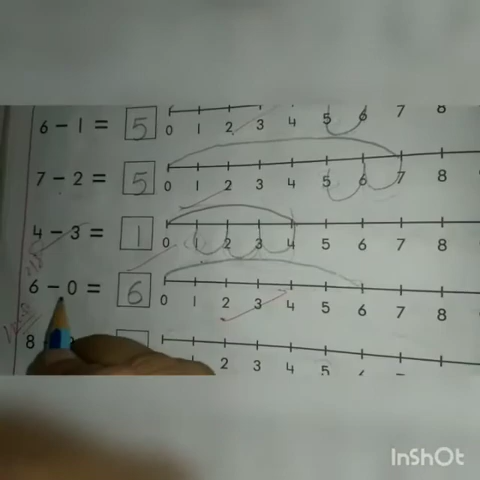 6 – 1 = 5 0 1 2 3 4 5 6 7 8
7 – 2 = 5 0 1 2 3 4 5 6 7 8
4 – 3 = 1 0 1 2 3 4 5 6 7 8
6 – 0 = 6 0 1 2 3 4 5 6 7 8
8 2 3 4 5
InShOt